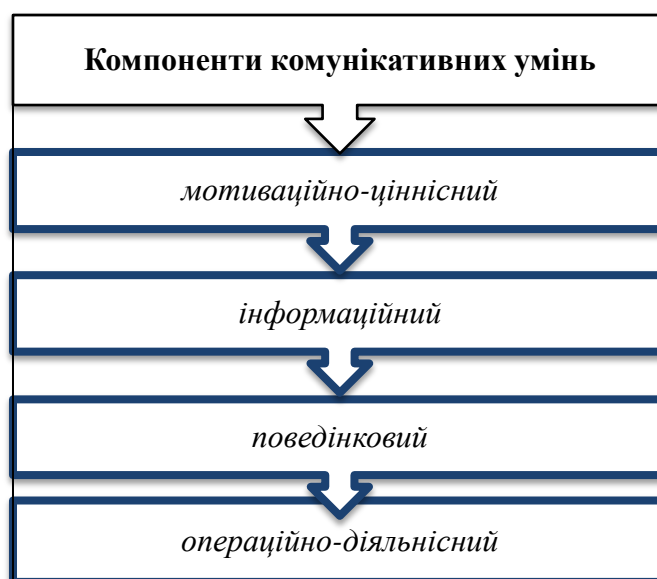 Компоненти комунікативних умінь
мотиваційно-ціннісний
інформаційний
поведінковий
операційно-діяльнісний